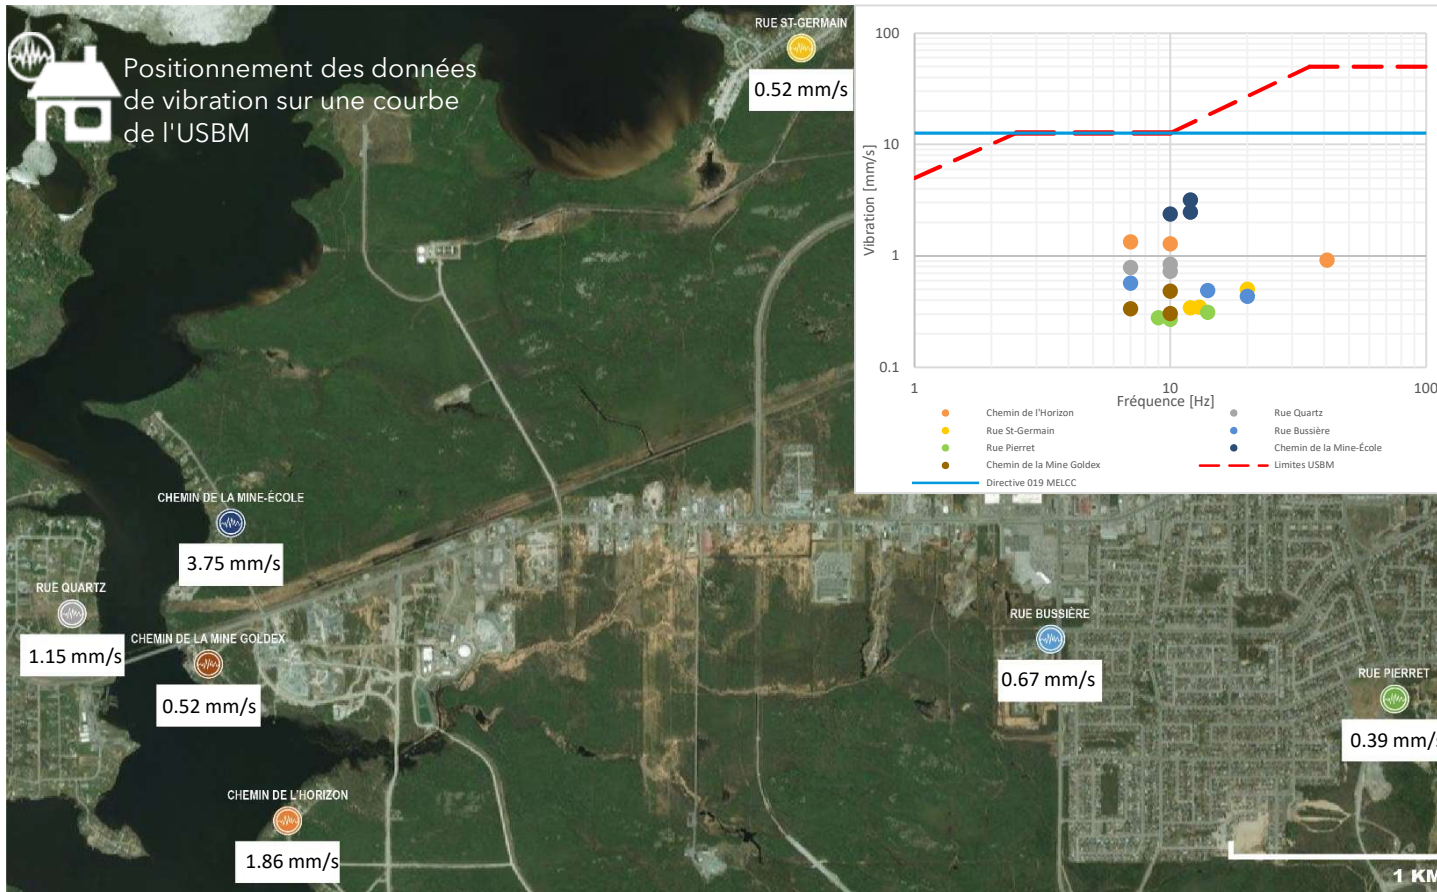 Positionnement des données
de vibration sur une courbe
de l'USBM
RUE ST-GERMAIN
0.52 mm/s
100
10
1
0.1
Vibration [mm/s]
1
10
100
Fréquence [Hz]
Chemin de l'Horizon
Rue Quartz
Rue St-Germain
Rue Bussière
Rue Pierret
Chemin de la Mine-École
Chemin de la Mine Goldex
Limites USBM
Directive 019 MELCC
CHEMIN DE LA MINE-ÉCOLE
3.75 mm/s
RUE QUARTZ
1.15 mm/s
CHEMIN DE LA MINE GOLDEX
0.52 mm/s
RUE BUSSIÈRE
0.67 mm/s
RUE PIERRET
0.39 mm/s
CHEMIN DE L'HORIZON
1.86 mm/s
1 KM